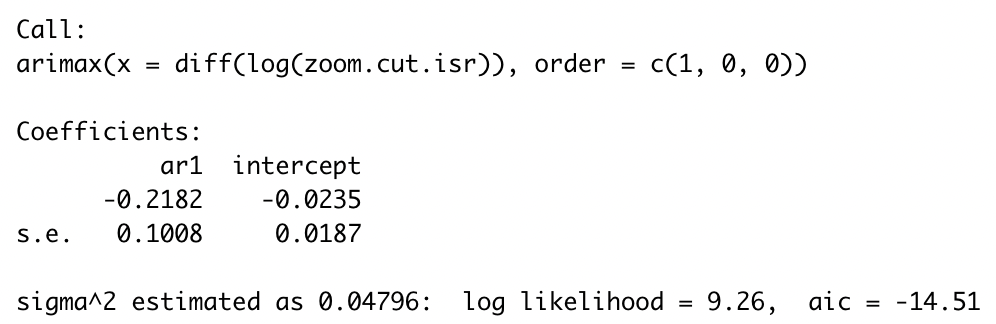 Call:
arimax(x = diff(log(zoom.cut.isr)), order = c(1, 0, 0))
Coefficients:
ar1 intercept
-0.2182 -0.0235
s.e. 0.1008 0.0187
sigma^2 estimated as 0.04796: log likelihood = 9.26, aic = -14.51